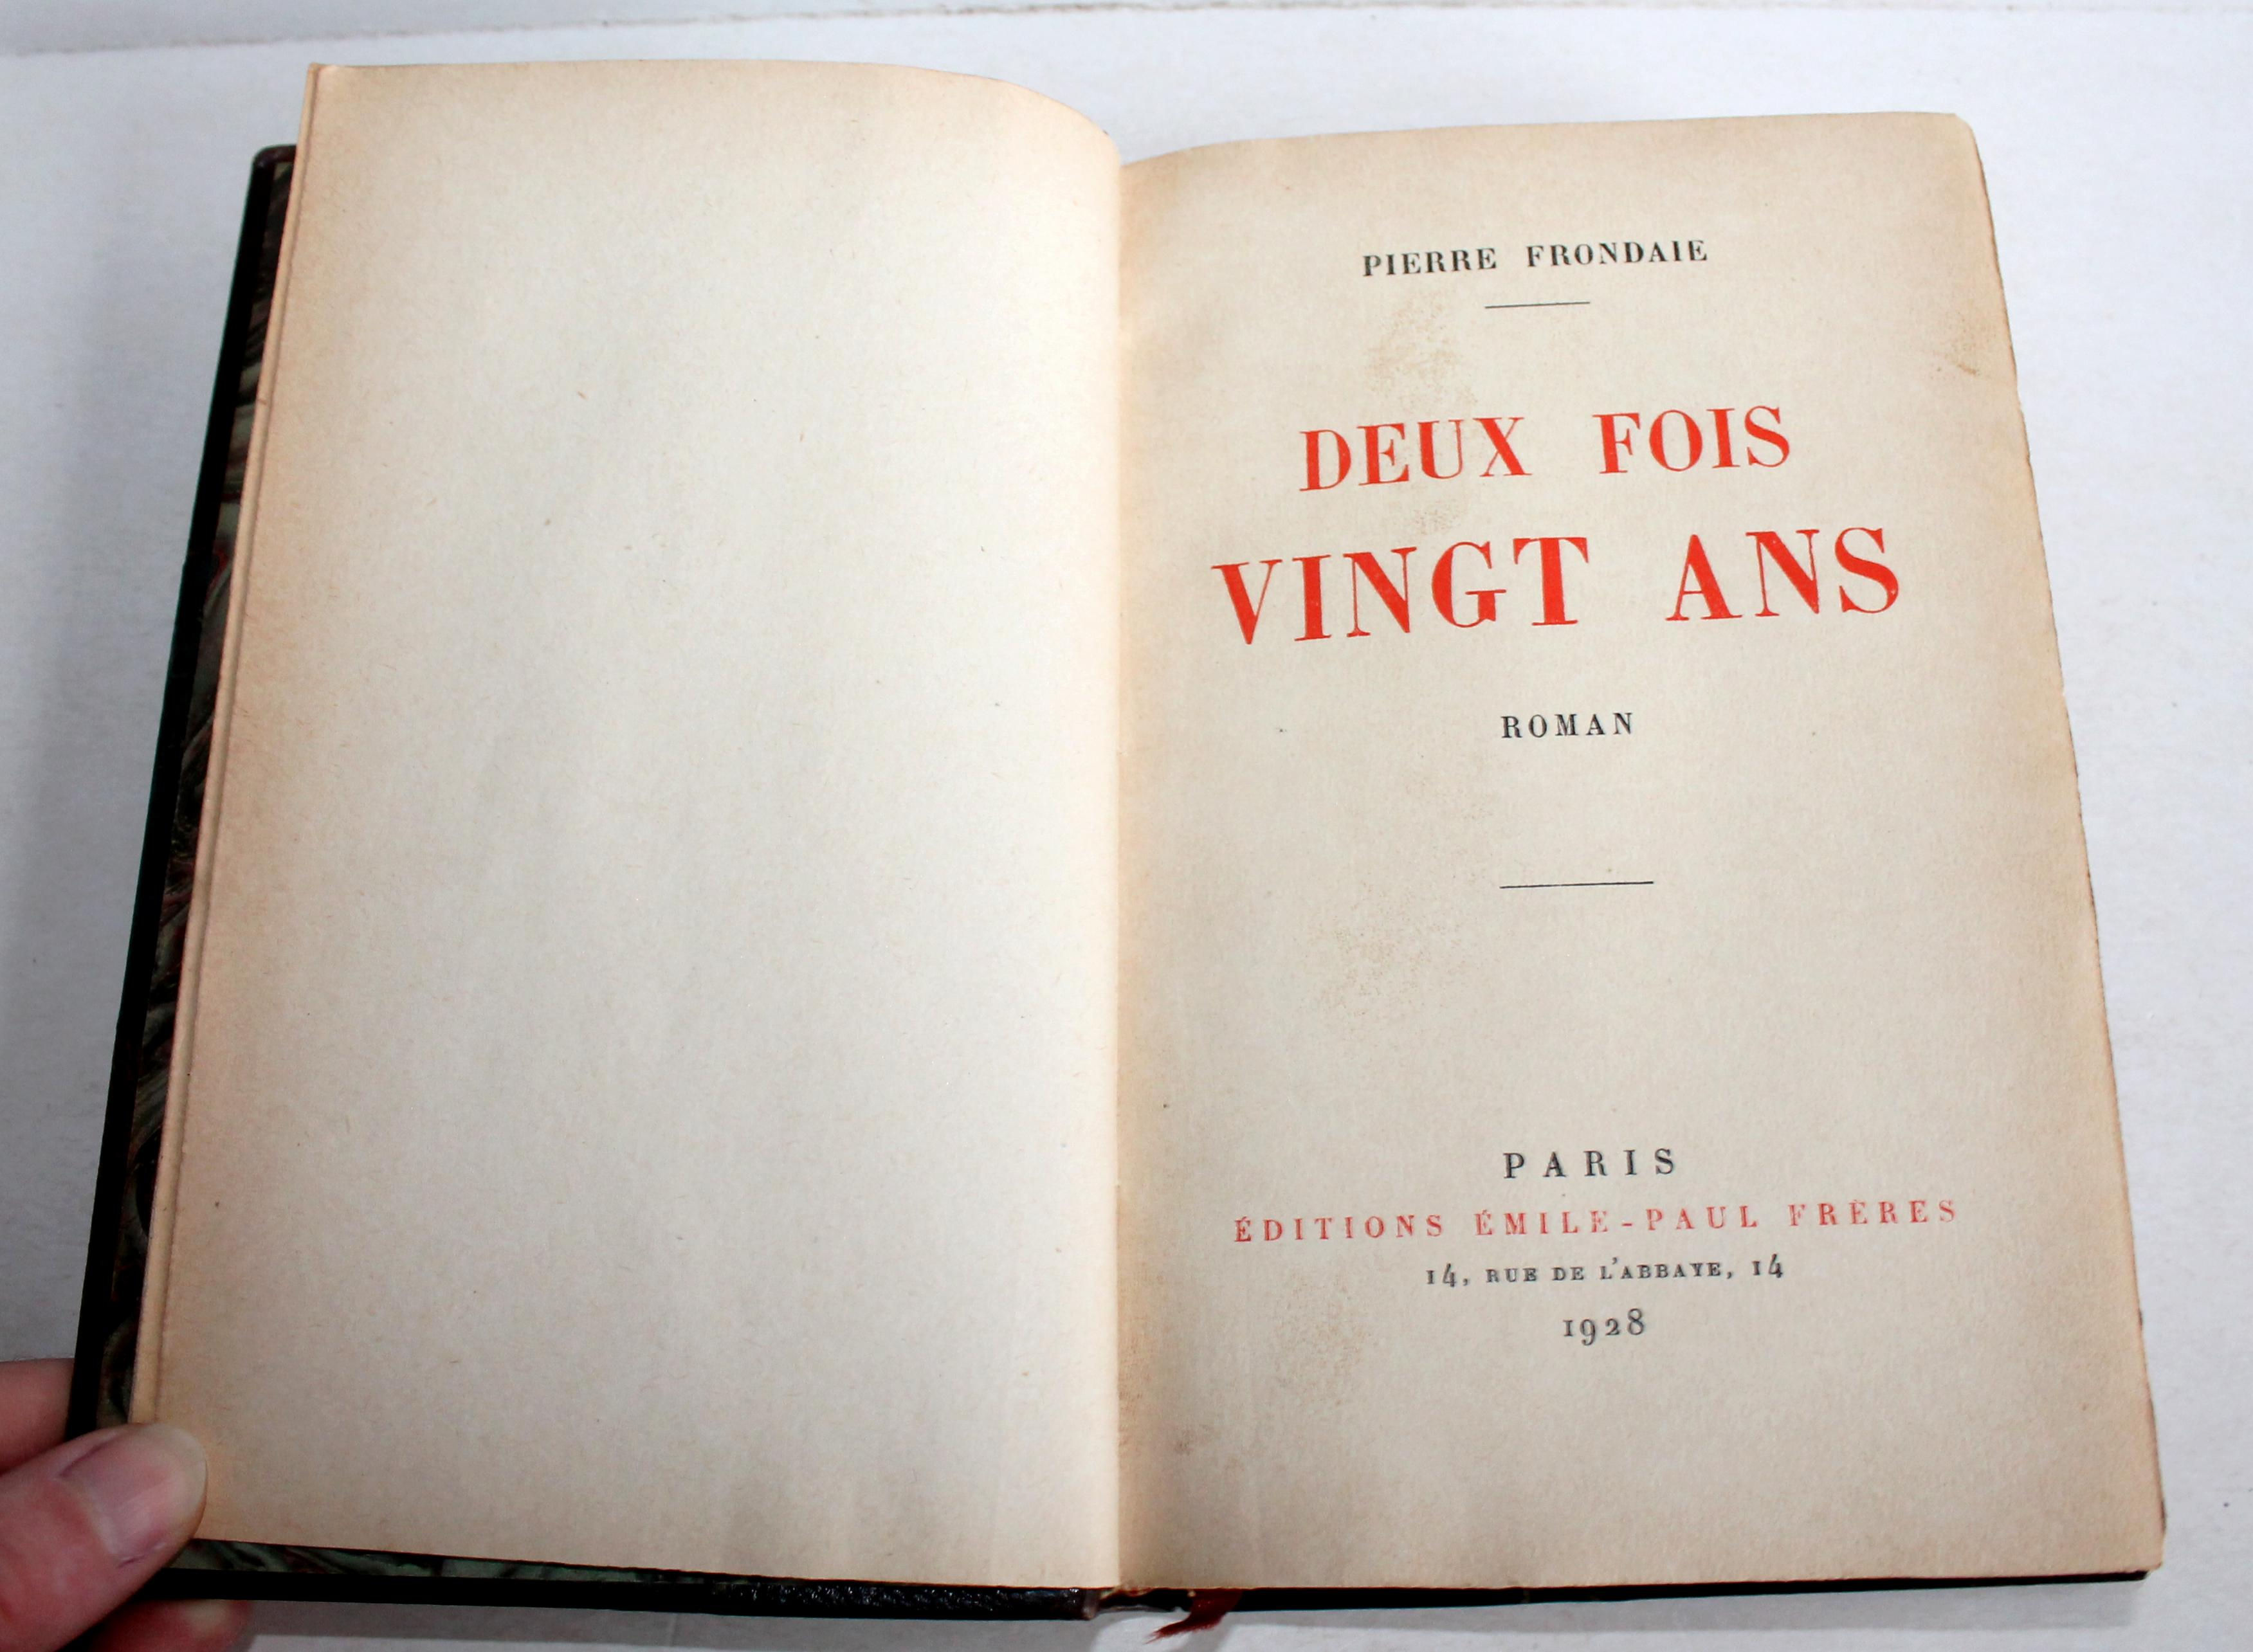 PIERRE FRONDAIE
DEUX FOIS
VINGT ANS
ROMAN
PARIS
ÉDITIONS ÉMILE-PAUL FRÈRES
14, RUE DE L'ABBAYE, 14
1928